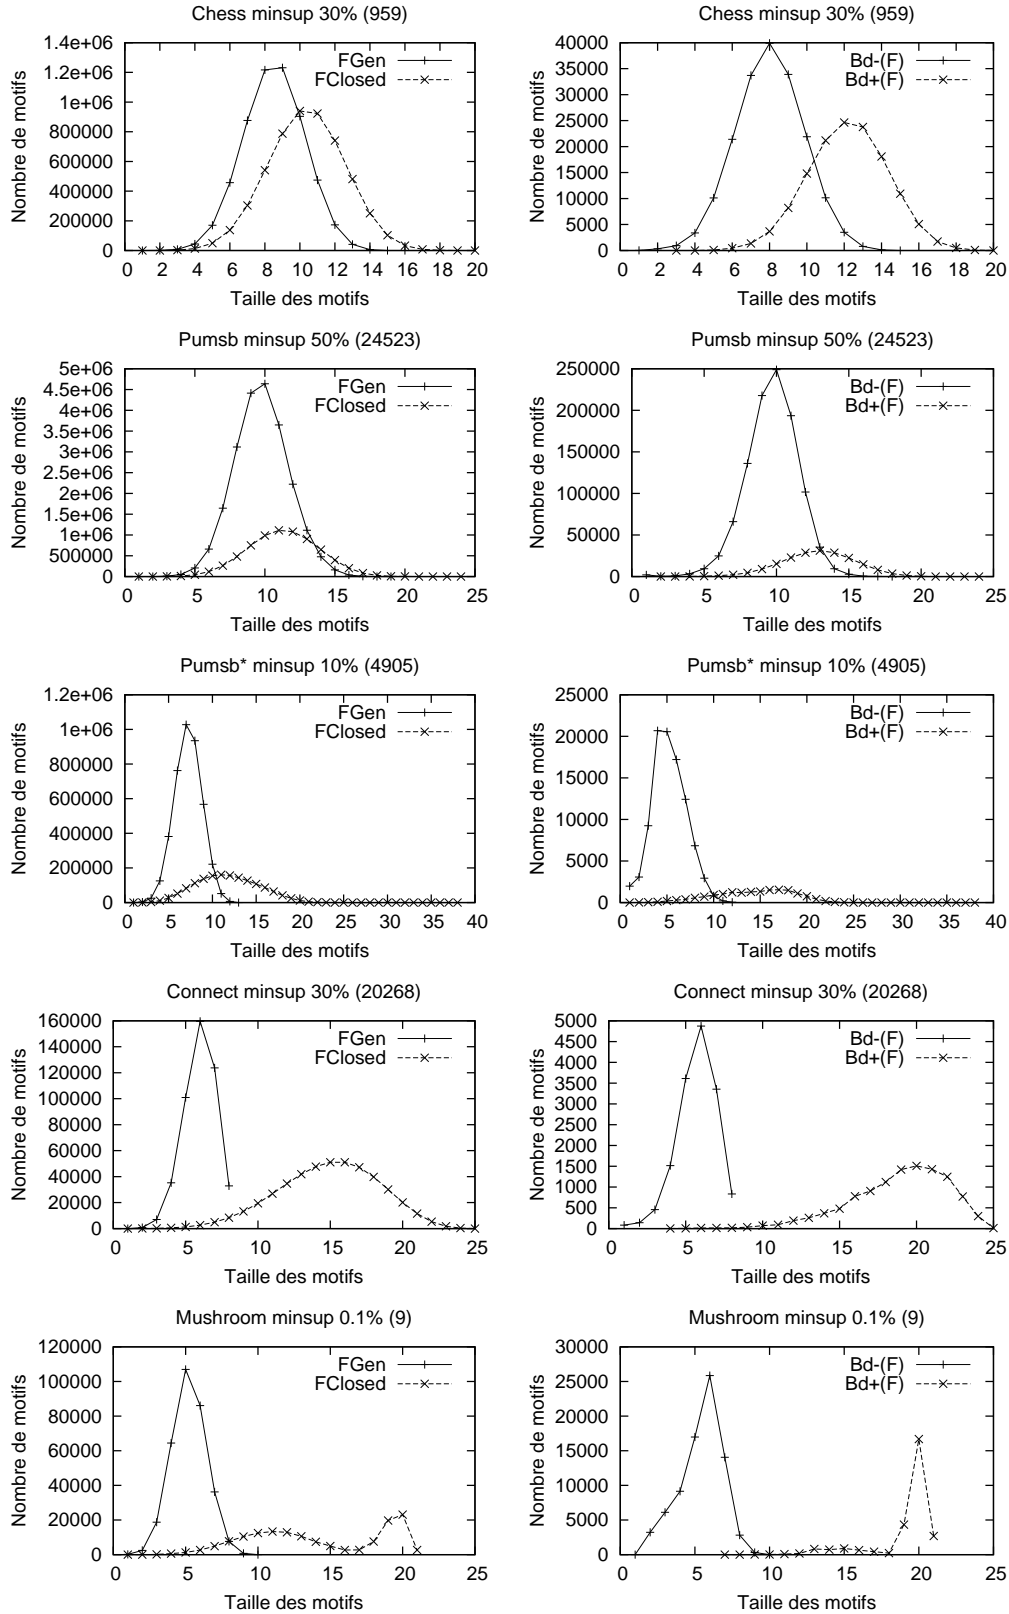 Chess minsup 30% (959)
Nombre de motifs
1.4e+06
1.2e+06
1e+06
800000
600000
400000
200000
0
FGen
FClosed
0 2 4 6 8 10 12 14 16 18 20
Taille des motifs
Nombre de motifs
40000
35000
30000
25000
20000
15000
10000
5000
0
Bd-(F)
Bd+(F)
0 2 4 6 8 10 12 14 16 18 20
Taille des motifs
Pumsb minsup 50% (24523)
Nombre de motifs
5e+06
4.5e+06
4e+06
3.5e+06
3e+06
2.5e+06
2e+06
1.5e+06
1e+06
500000
0
FGen
FClosed
0 5 10 15 20 25
Taille des motifs
Pumsb minsup 50% (24523)
Nombre de motifs
250000
200000
150000
100000
50000
0
Bd-(F)
Bd+(F)
0 5 10 15 20 25
Taille des motifs
Pumsb* minsup 10% (4905)
Nombre de motifs
1.2e+06
1e+06
800000
600000
400000
200000
0
FGen
FClosed
0 5 10 15 20 25 30 35 40
Taille des motifs
Pumsb* minsup 10% (4905)
Nombre de motifs
25000
20000
15000
10000
5000
0
Bd-(F)
Bd+(F)
0 5 10 15 20 25 30 35 40
Taille des motifs
Connect minsup 30% (20268)
Nombre de motifs
160000
140000
120000
100000
80000
60000
40000
20000
0
FGen
FClosed
0 5 10 15 20 25
Taille des motifs
Connect minsup 30% (20268)
Nombre de motifs
5000
4500
4000
3500
3000
2500
2000
1500
1000
500
0
Bd-(F)
Bd+(F)
0 5 10 15 20 25
Taille des motifs
Mushroom minsup 0.1% (9)
Nombre de motifs
120000
100000
80000
60000
40000
20000
0
FGen
FClosed
0 5 10 15 20 25
Taille des motifs
Mushroom minsup 0.1% (9)
Nombre de motifs
30000
25000
20000
15000
10000
5000
0
Bd-(F)
Bd+(F)
0 5 10 15 20 25
Taille des motifs